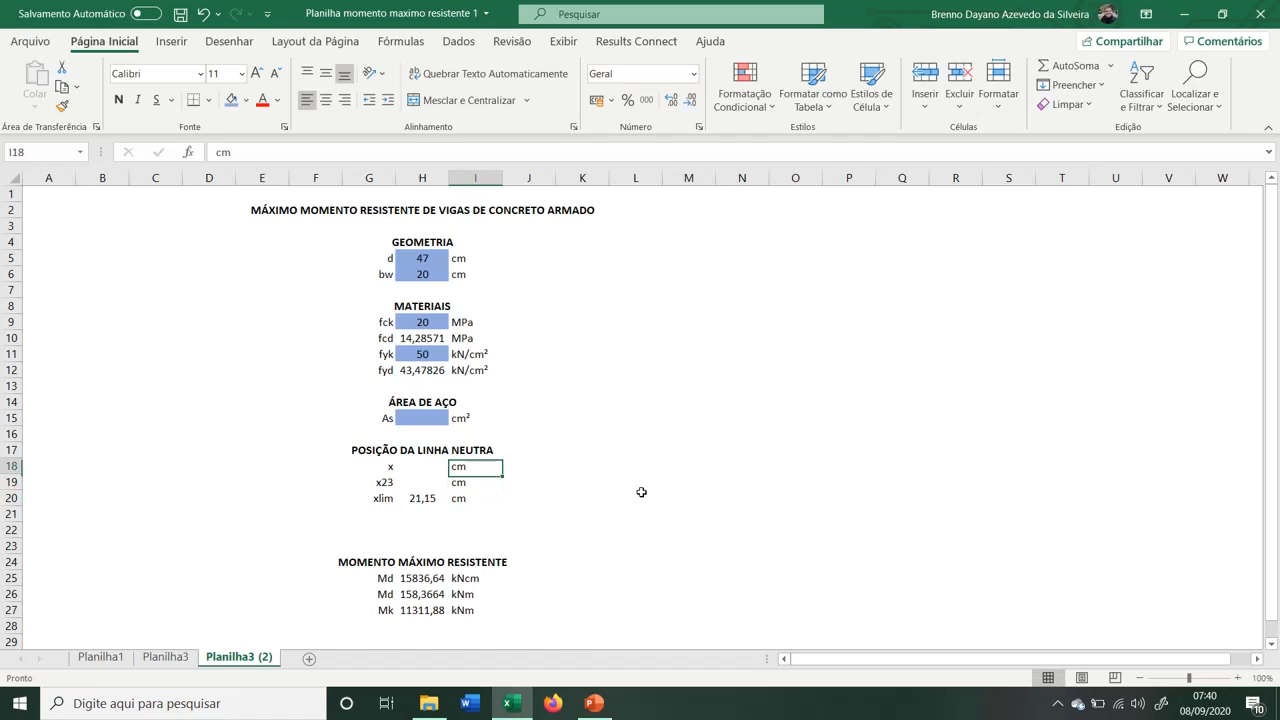 Salvamento Automático
Planilha momento resistente 1
Pesquisar
Brenno Dayano Azevedo da Silveira
Arquivo Página Inicial Inserir Desenhar Layout da Página Fórmulas Dados Revisão Exibir Results Connect Ajuda Compartilhar Comentários
Colar
Calibri 11
Quebrar Texto Automaticamente
Geral
Formatação Condicional
Formatar como Tabela
Estilos de Célula
Inserir Excluir Formatar
AutoSoma
Preencher
Limpar
Classificar e Filtrar
Localizar e Selecionar
N I S
Mesclar e Centralizar
% 000
Área de Transferência Fonte Alinhamento Número Estilos Células Edição
I18 fx cm
A B C D E F G H I J K L M N O P Q R S T U V W
1
2 MÁXIMO MOMENTO RESISTENTE DE VIGAS DE CONCRETO ARMADO
3
4 GEOMETRIA
5 d 47 cm
6 bw 20 cm
7
8 MATERIAIS
9 fck 20 MPa
10 fcd 14,28571 MPa
11 fyk 50 kN/cm²
12 fyd 43,47826 kN/cm²
13
14 ÁREA DE AÇO
15 As cm²
16
17 POSIÇÃO DA LINHA NEUTRA
18 x cm
19 x23 cm
20 xlim 21,15 cm
21
22
23
24 MOMENTO MÁXIMO RESISTENTE
25 Md 15836,64 kNcm
26 Md 158,3664 kNm
27 Mk 11311,88 kNm
28
29
Planilha1 Planilha3 Planilha3 (2)
Pronto 100%
Digite aqui para pesquisar
07:40
08/09/2020